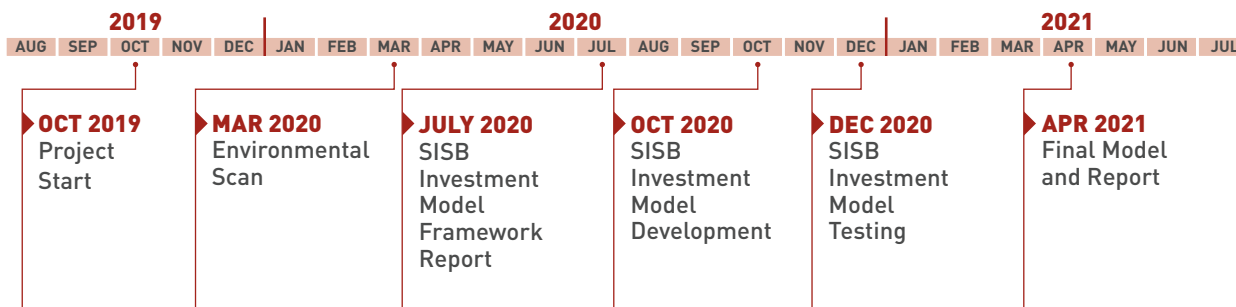 2019 2020 2021
AUG SEP OCT NOV DEC JAN FEB MAR APR MAY JUN JUL AUG SEP OCT NOV DEC JAN FEB MAR APR MAY JUN JUL
OCT 2019
Project
Start
MAR 2020
Environmental
Scan
JULY 2020
SISB
Investment
Model
Framework
Report
OCT 2020
SISB
Investment
Model
Development
DEC 2020
SISB
Investment
Model
Testing
APR 2021
Final Model
and Report